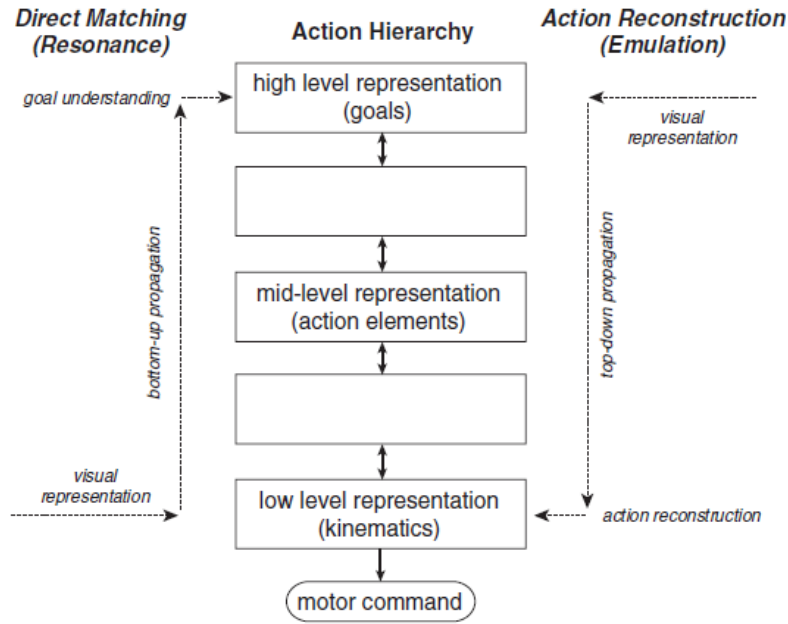 Direct Matching
(Resonance)
Action Hierarchy
Action Reconstruction
(Emulation)
goal understanding
high level representation
(goals)
visual
representation
bottom-up propagation
top-down propagation
mid-level representation
(action elements)
visual
representation
low level representation
(kinematics)
action reconstruction
motor command